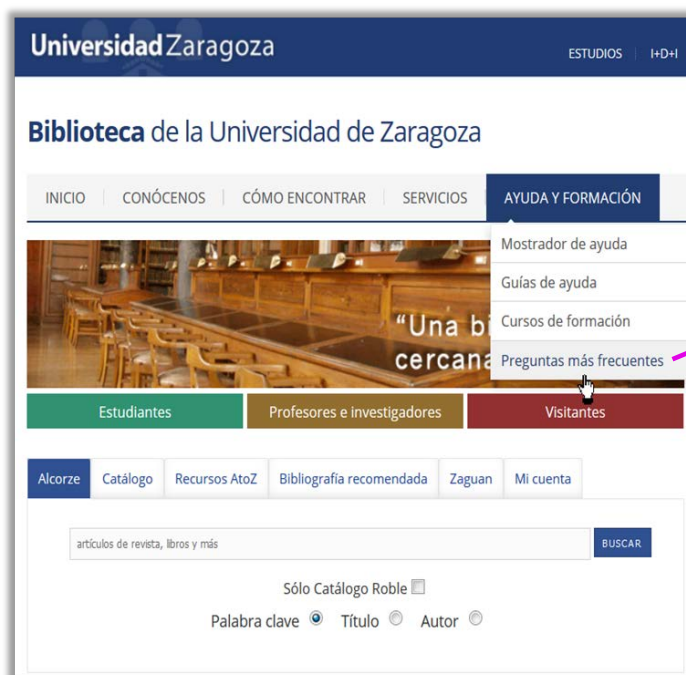 Universidad Zaragoza
ESTUDIOS I+D+I
Biblioteca de la Universidad de Zaragoza
INICIO CONÓCENOS CÓMO ENCONTRAR SERVICIOS AYUDA Y FORMACIÓN
Mostrador de ayuda
Guías de ayuda
Cursos de formación
Preguntas más frecuentes
“Una
cercana
Estudiantes Profesores e investigadores Visitantes
Alcorze Catálogo Recursos AtoZ Bibliografía recomendada Zaguan Mi cuenta
artículos de revista, libros y más BUSCAR
Sólo Catálogo Roble
Palabra clave Título Autor